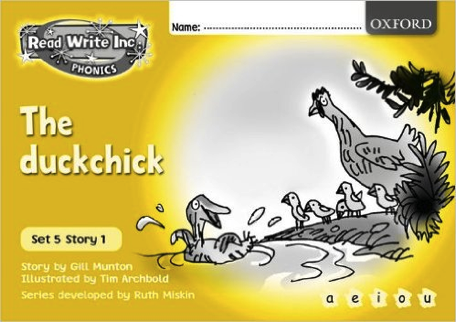 Read Write Inc.
PHONICS
Name:
OXFORD
The
duckchick
Set 5 Story 1
Story by Gill Munton
Illustrated by Tim Archbold
Series developed by Ruth Miskin
a e i o u